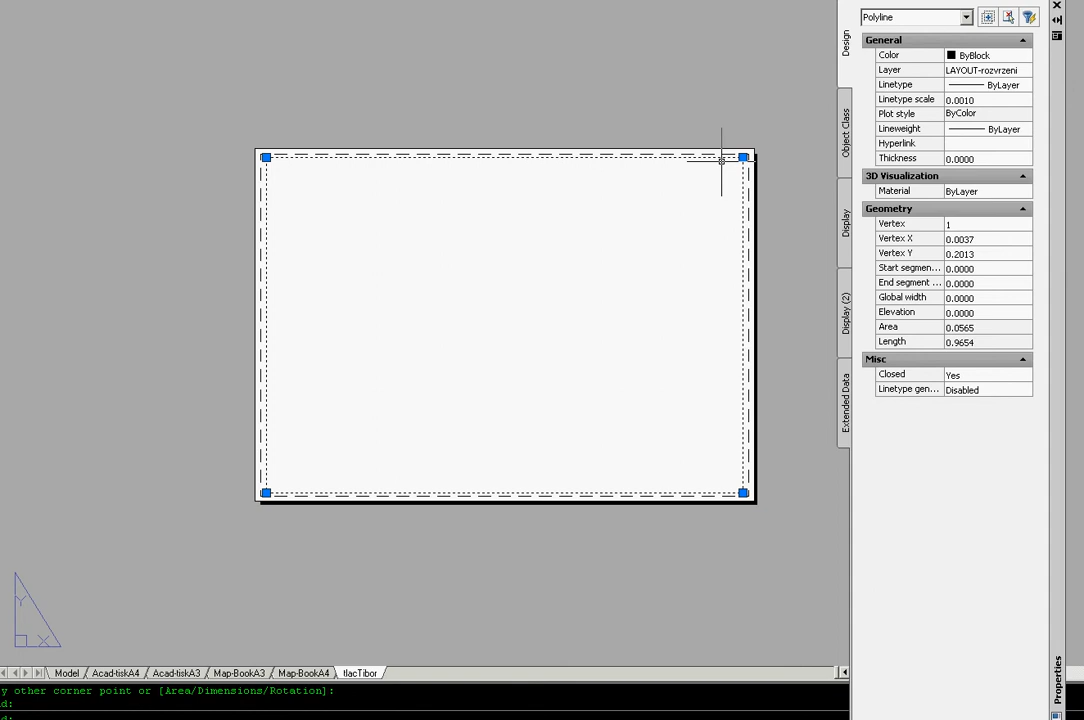 Polyline
General
Color ByBlock
Layer LAYOUT-rozvrzeni
Linetype ByLayer
Linetype scale 0.0010
Plot style ByColor
Lineweight ByLayer
Hyperlink
Thickness 0.0000
3D Visualization
Material ByLayer
Geometry
Vertex 1
Vertex X 0.0037
Vertex Y 0.2013
Start segmen... 0.0000
End segment ... 0.0000
Global width 0.0000
Elevation 0.0000
Area 0.0565
Length 0.9654
Misc
Closed Yes
Linetype gen... Disabled
Design
Object Class
Display
Display (2)
Extended Data
Properties
Y
X
Model Acad-tiskA4 Acad-tiskA3 Map-BookA3 Map-BookA4 tlacTibor
y other corner point or [Area/Dimensions/Rotation]:
d:
d: